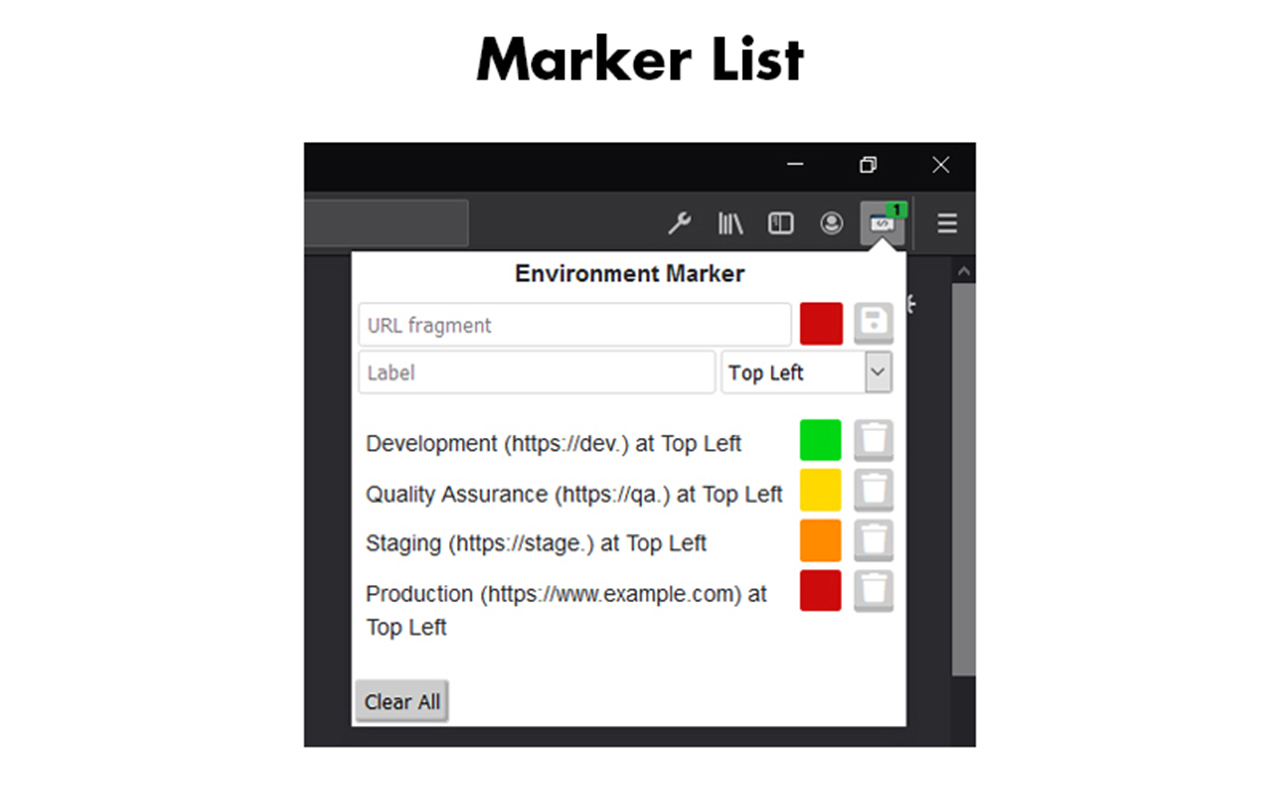 Marker List
1
Environment Marker
URL fragment
Label
Top Left
Development (https://dev.) at Top Left
Quality Assurance (https://qa.) at Top Left
Staging (https://stage.) at Top Left
Production (https://www.example.com) at
Top Left
Clear All